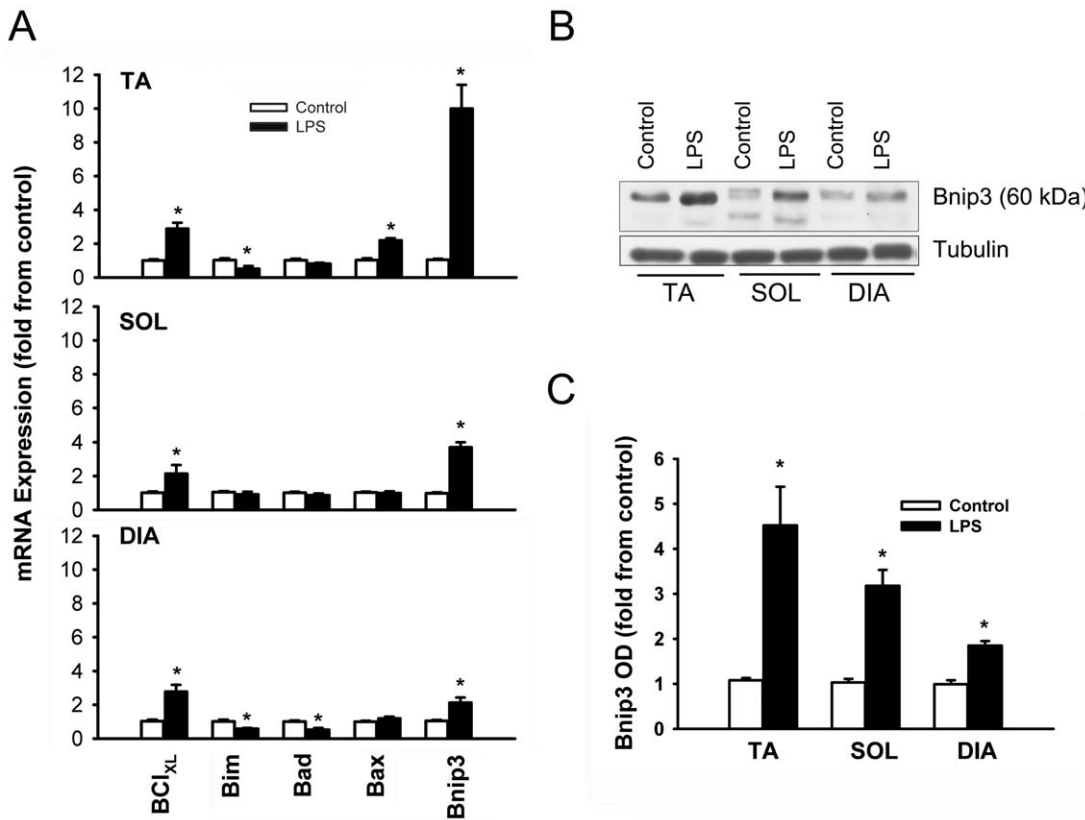 A
mRNA Expression (fold from control)
TA
Control
LPS
12
10
8
6
4
2
0
*
*
*
*
SOL
12
10
8
6
4
2
0
*
*
DIA
12
10
8
6
4
2
0
*
*
*
*
BCl_XL
Bim
Bad
Bax
Bnip3
B
Control
LPS
Control
LPS
Control
LPS
Bnip3 (60 kDa)
Tubulin
TA
SOL
DIA
C
Bnip3 OD (fold from control)
6
5
4
3
2
1
0
Control
LPS
*
*
*
TA
SOL
DIA